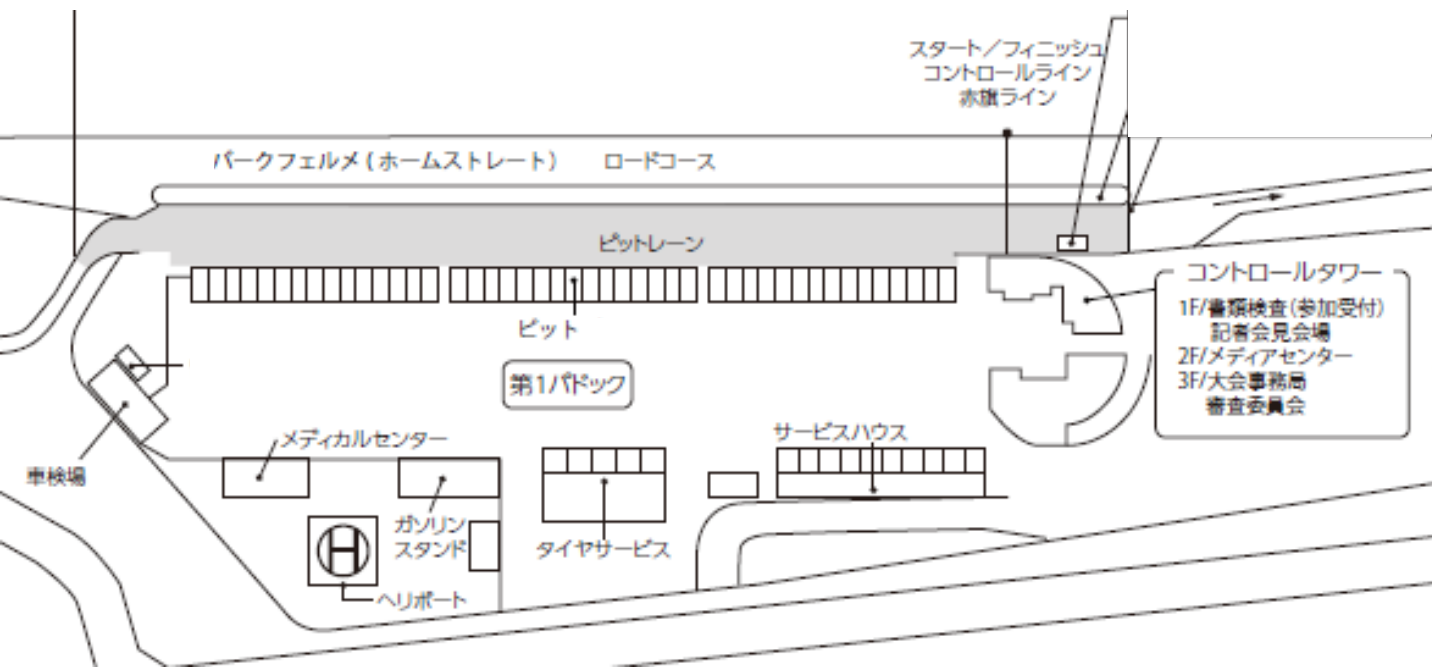 スタート／フィニッシュ
コントロールライン
赤旗ライン
パークフェルメ(ホームストレート)
ロードコース
ピットレーン
コントロールタワー
1F/書類検査(参加受付)
記者会見会場
2F/メディアセンター
3F/大会事務局
審査委員会
ピット
第1パドック
メディカルセンター
サービスハウス
車検場
ガソリン
スタンド
タイヤサービス
H
ヘリポート